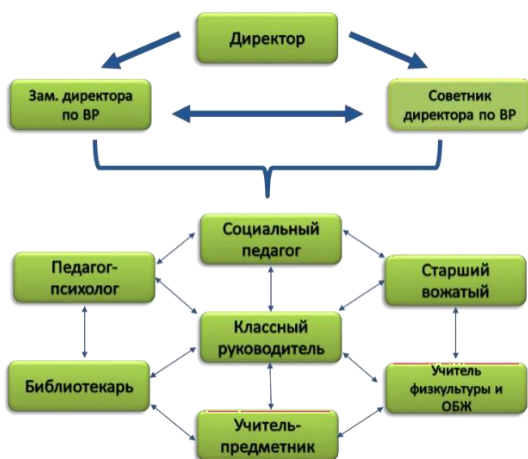 Директор
Зам. директора
по ВР
Советник
директора по ВР
Социальный
педагог
Педагог-
психолог
Старший
вожатый
Классный
руководитель
Библиотекарь
Учитель
физкультуры и
ОБЖ
Учитель-
предметник